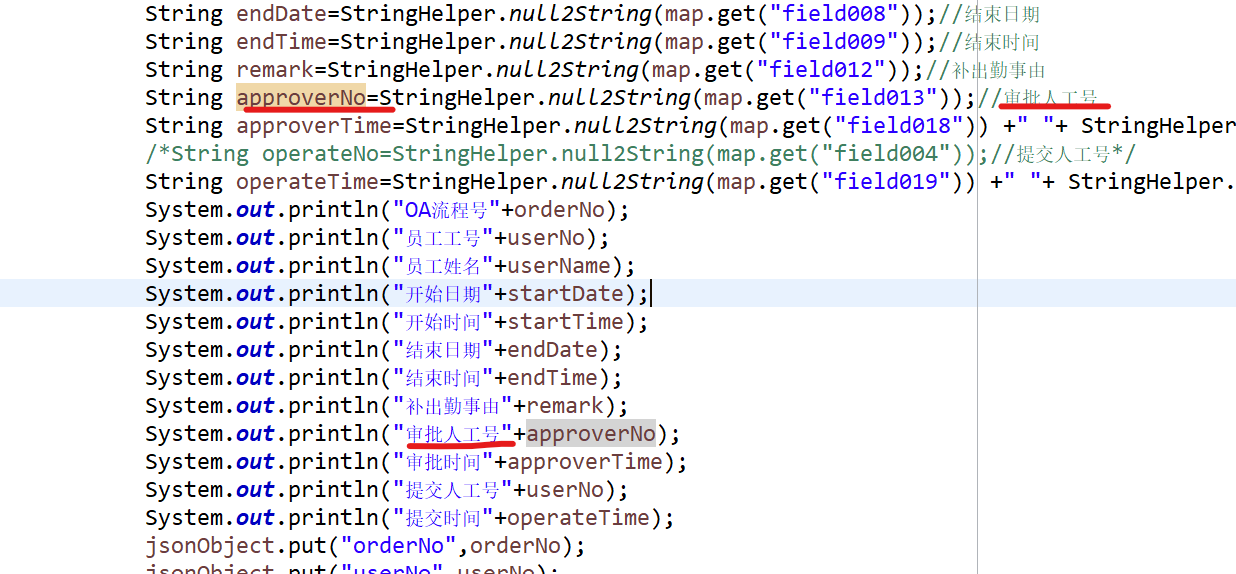 String endDate=StringHelper.null2String(map.get("field008"));//结束日期
String endTime=StringHelper.null2String(map.get("field009"));//结束时间
String remark=StringHelper.null2String(map.get("field012"));//补出勤事由
String approverNo=StringHelper.null2String(map.get("field013"));//审批人工号
String approverTime=StringHelper.null2String(map.get("field018")) +" "+ StringHelper
/*String operateNo=StringHelper.null2String(map.get("field004"));//提交人工号*/
String operateTime=StringHelper.null2String(map.get("field019")) +" "+ StringHelper.
System.out.println("OA流程号"+orderNo);
System.out.println("员工工号"+userNo);
System.out.println("员工姓名"+userName);
System.out.println("开始日期"+startDate);
System.out.println("开始时间"+startTime);
System.out.println("结束日期"+endDate);
System.out.println("结束时间"+endTime);
System.out.println("补出勤事由"+remark);
System.out.println("审批人工号"+approverNo);
System.out.println("审批时间"+approverTime);
System.out.println("提交人工号"+userNo);
System.out.println("提交时间"+operateTime);
jsonObject.put("orderNo",orderNo);
jsonObject.put("userNo",userNo);